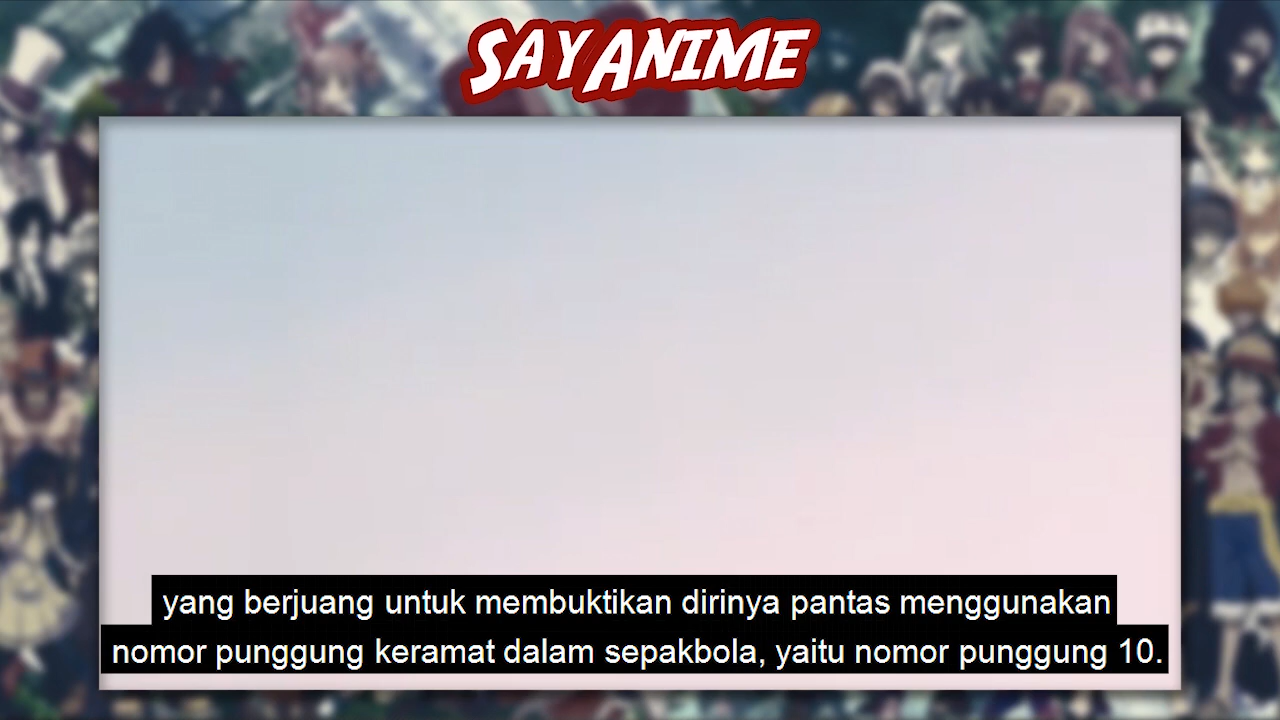 SAYANIME
yang berjuang untuk membuktikan dirinya pantas menggunakan
nomor punggung keramat dalam sepakbola, yaitu nomor punggung 10.